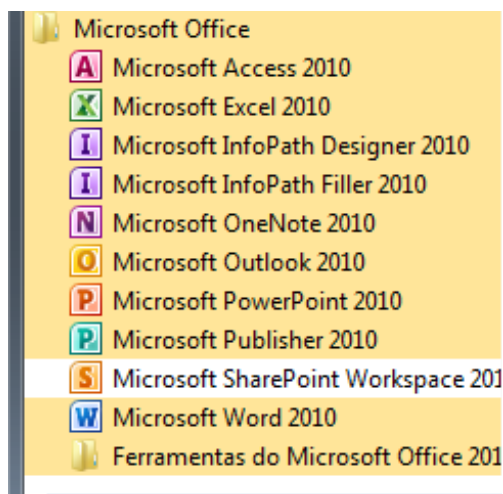 Microsoft Office
Microsoft Access 2010
Microsoft Excel 2010
Microsoft InfoPath Designer 2010
Microsoft InfoPath Filler 2010
Microsoft OneNote 2010
Microsoft Outlook 2010
Microsoft PowerPoint 2010
Microsoft Publisher 2010
Microsoft SharePoint Workspace 201
Microsoft Word 2010
Ferramentas do Microsoft Office 201